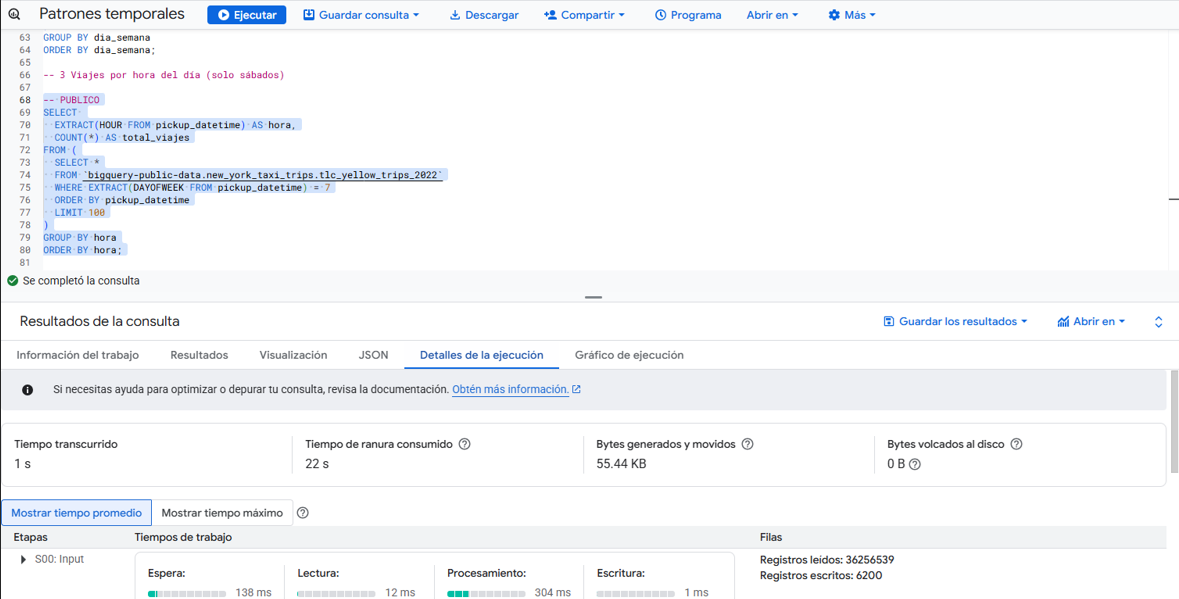 Patrones temporales
Ejecutar
Guardar consulta
Descargar
Compartir
Programa
Abrir en
Más
63 GROUP BY dia_semana
64 ORDER BY dia_semana;
65
66 -- 3 Viajes por hora del día (solo sábados)
67
68 -- PUBLICO
69 SELECT
70 EXTRACT(HOUR FROM pickup_datetime) AS hora,
71 COUNT(*) AS total_viajes
72 FROM (
73 SELECT *
74 FROM `bigquery-public-data.new_york_taxi_trips.tlc_yellow_trips_2022`
75 WHERE EXTRACT(DAYOFWEEK FROM pickup_datetime) = 7
76 ORDER BY pickup_datetime
77 LIMIT 100
78 )
79 GROUP BY hora
80 ORDER BY hora;
81
Se completó la consulta
Resultados de la consulta
Guardar los resultados
Abrir en
Información del trabajo
Resultados
Visualización
JSON
Detalles de la ejecución
Gráfico de ejecución
Si necesitas ayuda para optimizar o depurar tu consulta, revisa la documentación. Obtén más información.
Tiempo transcurrido
1 s
Tiempo de ranura consumido
22 s
Bytes generados y movidos
55.44 KB
Bytes volcados al disco
0 B
Mostrar tiempo promedio
Mostrar tiempo máximo
Etapas
Tiempos de trabajo
Filas
S00: Input
Espera:
138 ms
Lectura:
12 ms
Procesamiento:
304 ms
Escritura:
1 ms
Registros leídos: 36256539
Registros escritos: 6200